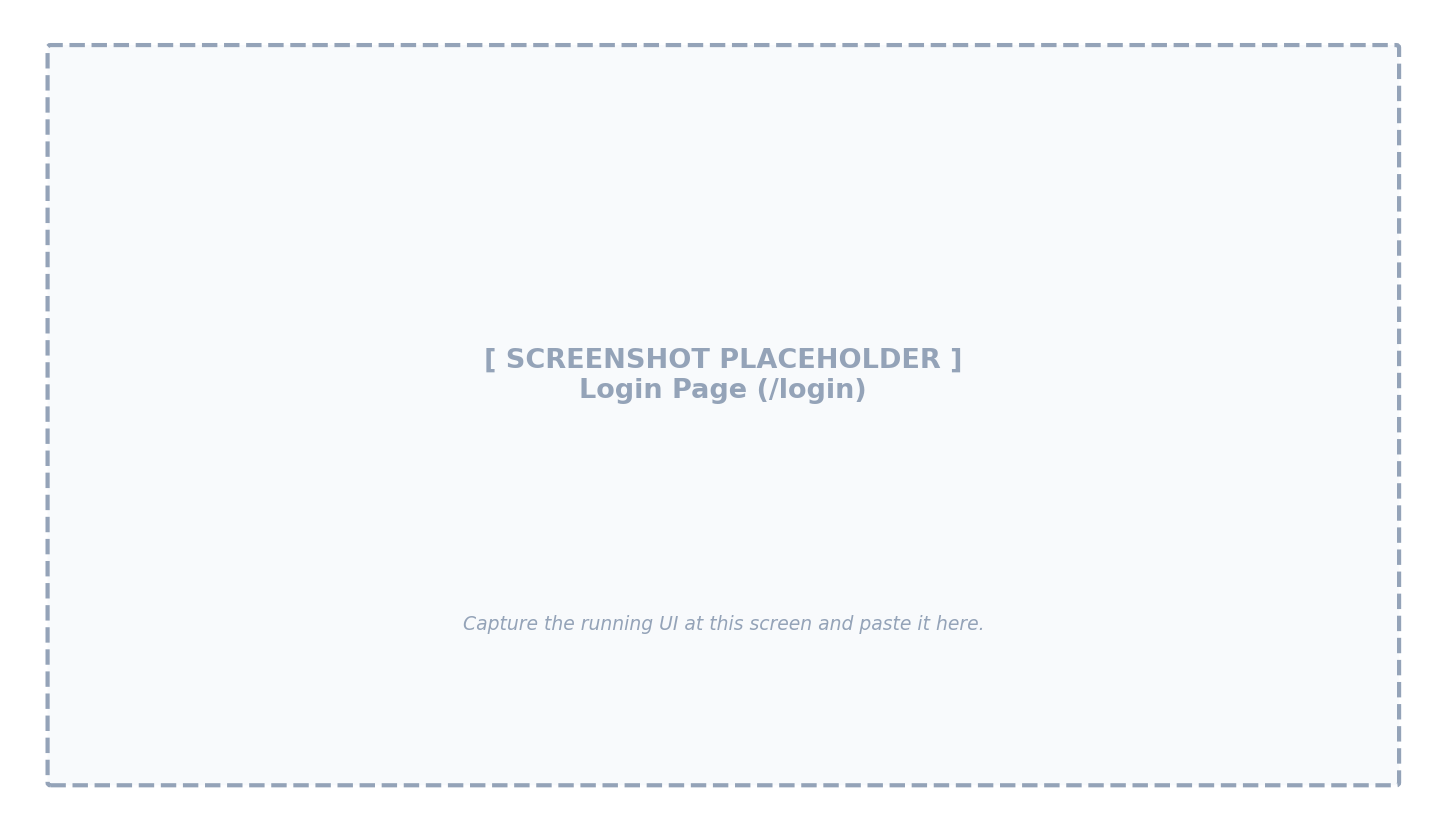 [ SCREENSHOT PLACEHOLDER ]
Login Page (/login)
Capture the running UI at this screen and paste it here.